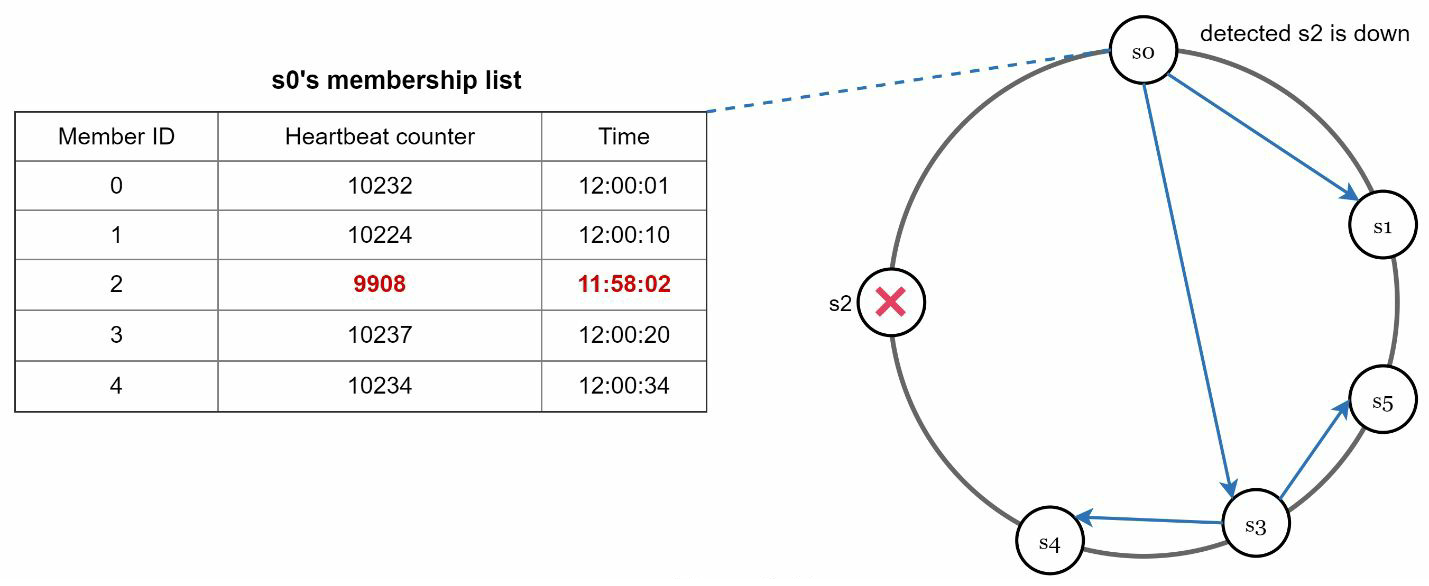 s0's membership list
Member ID Heartbeat counter Time
0 10232 12:00:01
1 10224 12:00:10
2 9908 11:58:02
3 10237 12:00:20
4 10234 12:00:34
detected s2 is down
s0
s1
s2
s5
s3
s4